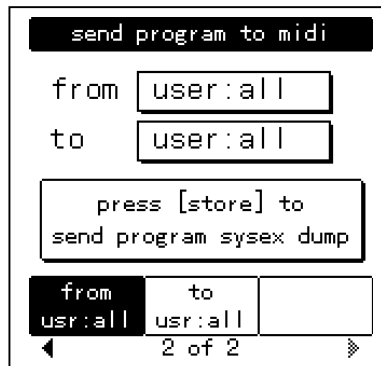 send program to midi
from user:all
to user:all
press [store] to
send program sysex dump
from to
usr:all usr:all
2 of 2